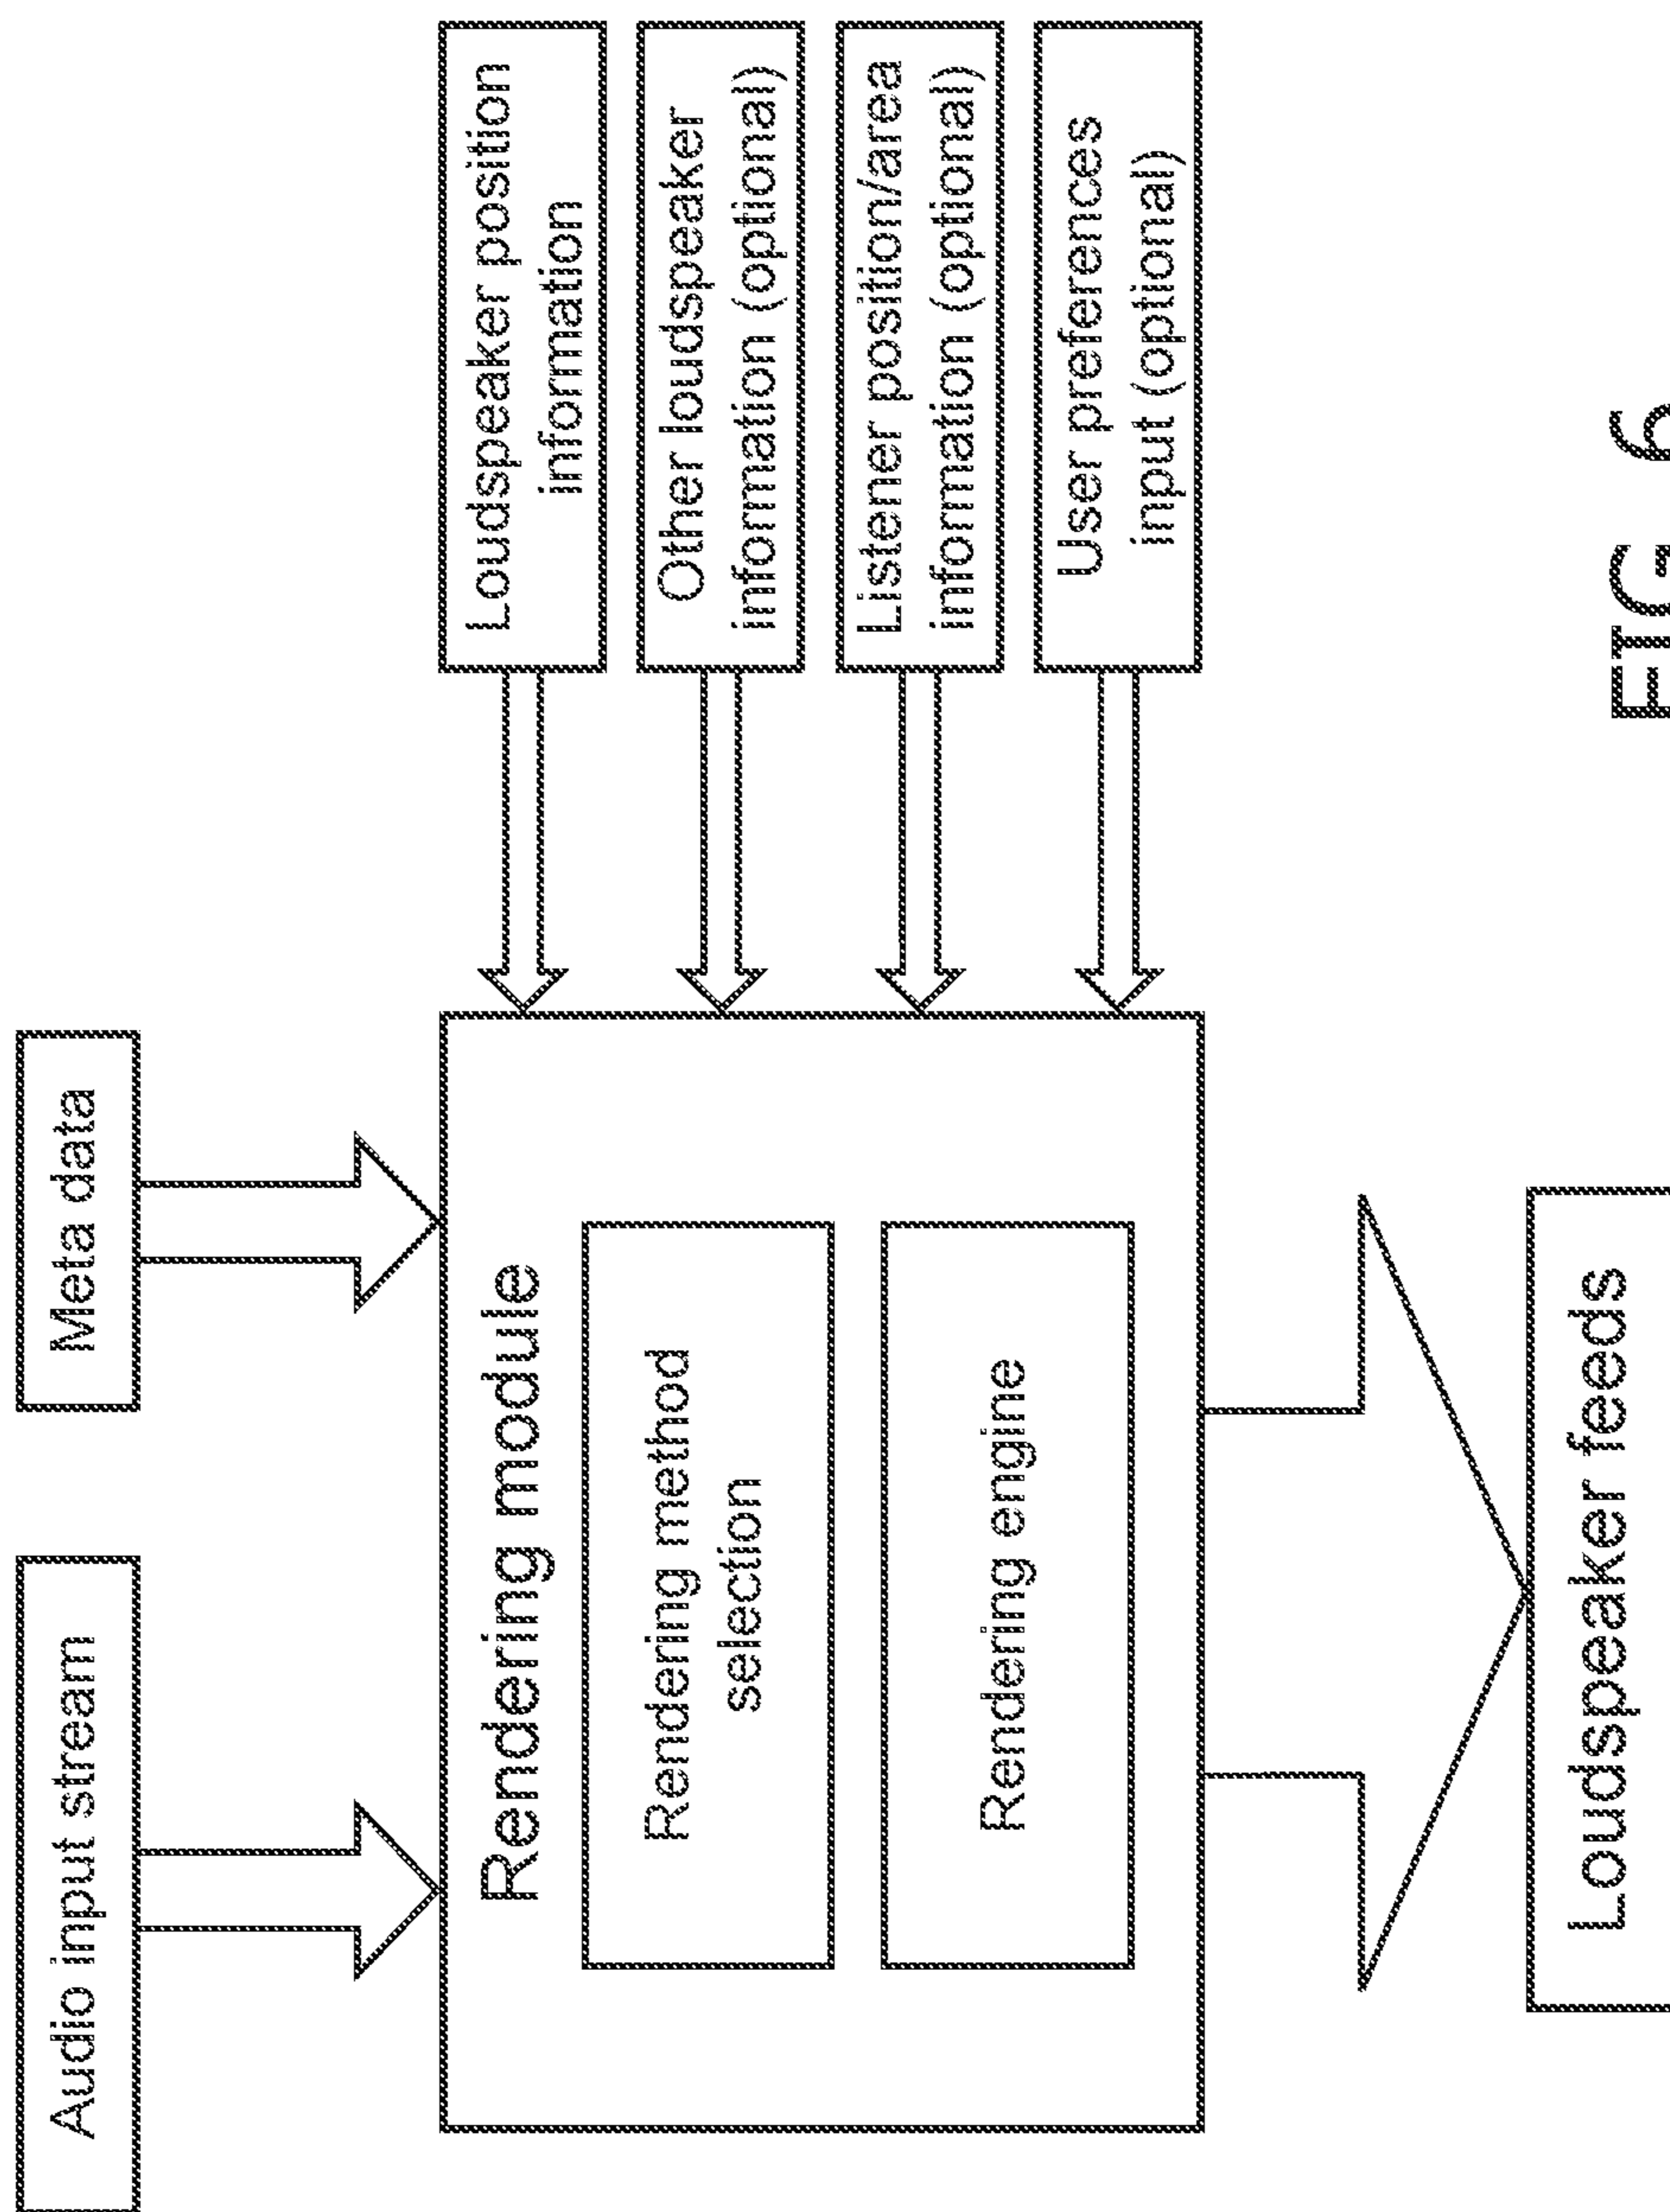 Audio input stream
Meta data
Rendering module
Rendering method
selection
Rendering engine
Loudspeaker position
information
Other loudspeaker
information (optional)
Listener position/area
information (optional)
User preferences
input (optional)
Loudspeaker feeds
FIG. 6